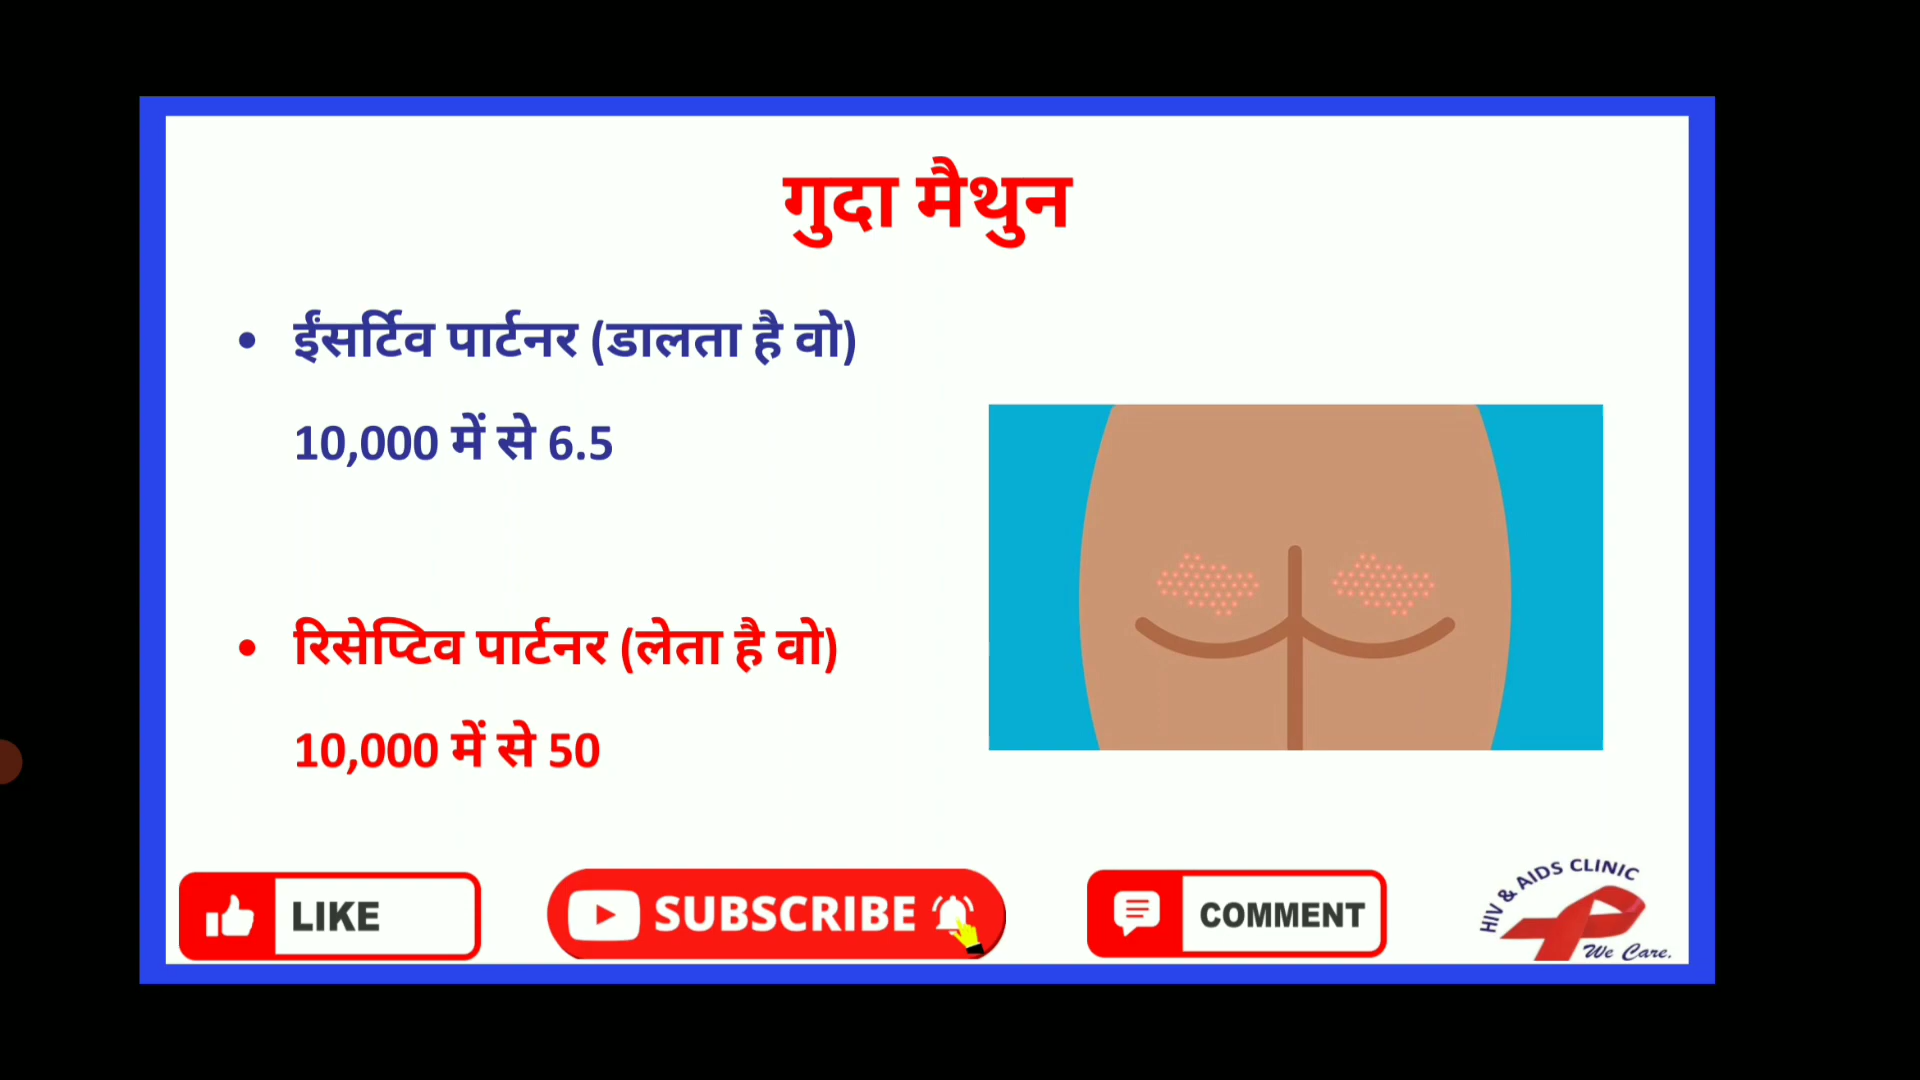 गुदा मैथुन
• ईंसर्टिव पार्टनर (डालता है वो)
10,000 में से 6.5
• रिसेप्टिव पार्टनर (लेता है वो)
10,000 में से 50
LIKE
SUBSCRIBE
COMMENT
HIV & AIDS CLINIC
We Care.